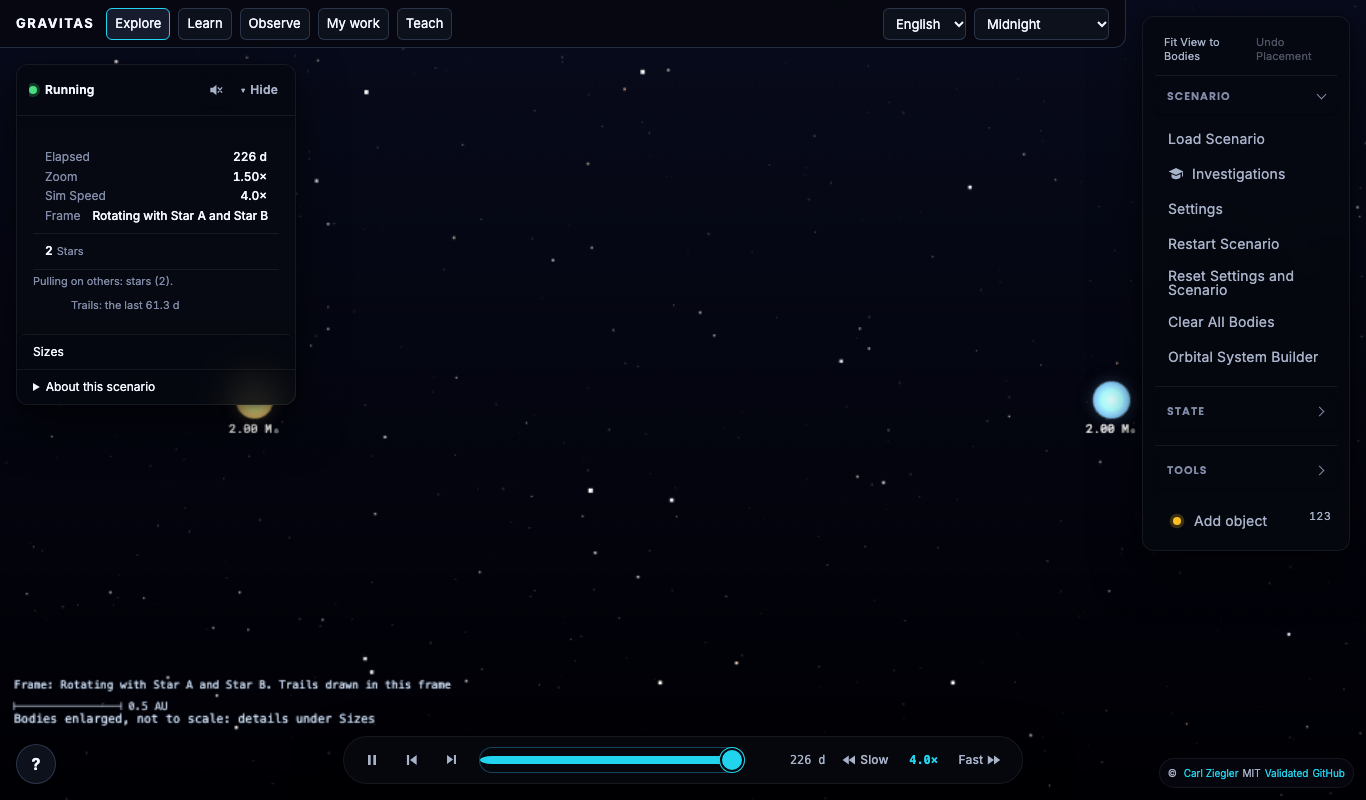 GRAVITAS Explore Learn Observe My work Teach English Midnight
Running Hide
Elapsed 226 d
Zoom 1.50×
Sim Speed 4.0×
Frame Rotating with Star A and Star B
2 Stars
Pulling on others: stars (2).
Trails: the last 61.3 d
Sizes
About this scenario
2.00 M☉
2.00 M☉
Fit View to
Bodies
Undo
Placement
SCENARIO
Load Scenario
Investigations
Settings
Restart Scenario
Reset Settings and
Scenario
Clear All Bodies
Orbital System Builder
STATE
TOOLS
Add object 123
Frame: Rotating with Star A and Star B. Trails drawn in this frame
0.5 AU
Bodies enlarged, not to scale: details under Sizes
?
226 d Slow 4.0× Fast
© Carl Ziegler MIT Validated GitHub